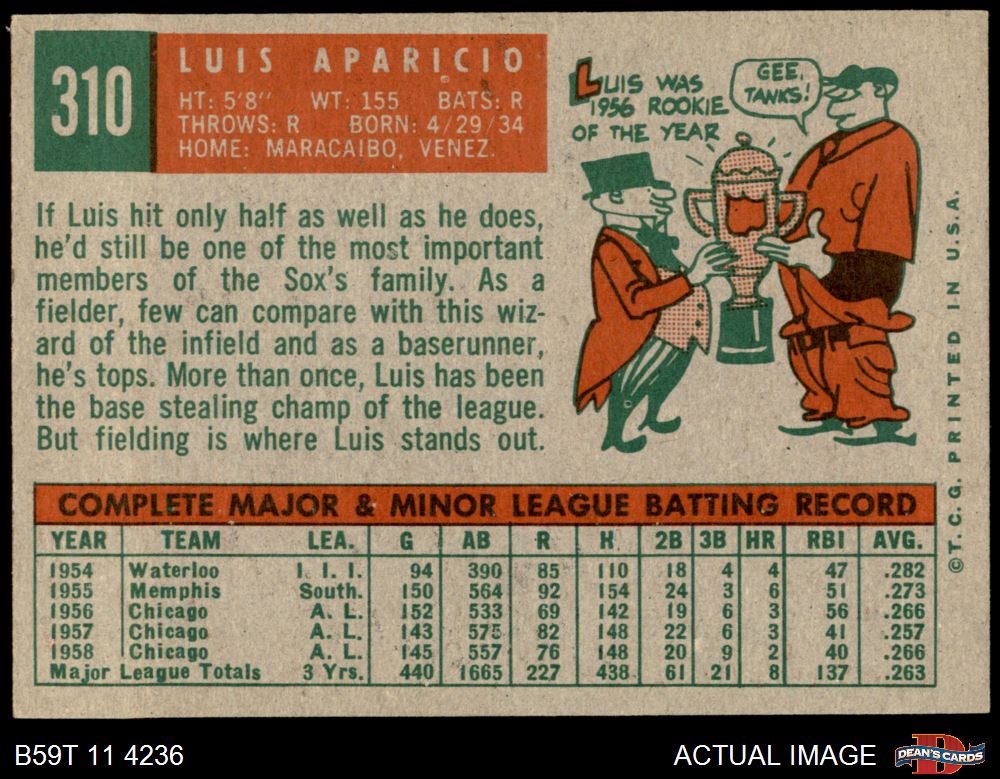 310
LUIS APARICIO
HT: 5'8" WT: 155 BATS: R
THROWS: R BORN: 4/29/34
HOME: MARACAIBO, VENEZ.
LUIS WAS
1956 ROOKIE
OF THE YEAR
GEE,
TANKS!
If Luis hit only half as well as he does,
he'd still be one of the most important
members of the Sox's family. As a
fielder, few can compare with this wiz-
ard of the infield and as a baserunner,
he's tops. More than once, Luis has been
the base stealing champ of the league.
But fielding is where Luis stands out.
COMPLETE MAJOR & MINOR LEAGUE BATTING RECORD
YEAR TEAM LEA. G AB R H 2B 3B HR RBI AVG.
1954 Waterloo I. I. I. 94 390 85 110 18 4 4 47 .282
1955 Memphis South. 150 564 92 154 24 3 6 51 .273
1956 Chicago A. L. 152 533 69 142 19 6 3 56 .266
1957 Chicago A. L. 143 575 82 148 22 6 3 41 .257
1958 Chicago A. L. 145 557 76 148 20 9 2 40 .266
Major League Totals 3 Yrs. 440 1665 227 438 61 21 8 137 .263
© T. C. G. PRINTED IN U.S.A.
B59T 11 4236
ACTUAL IMAGE
DEAN'S CARDS